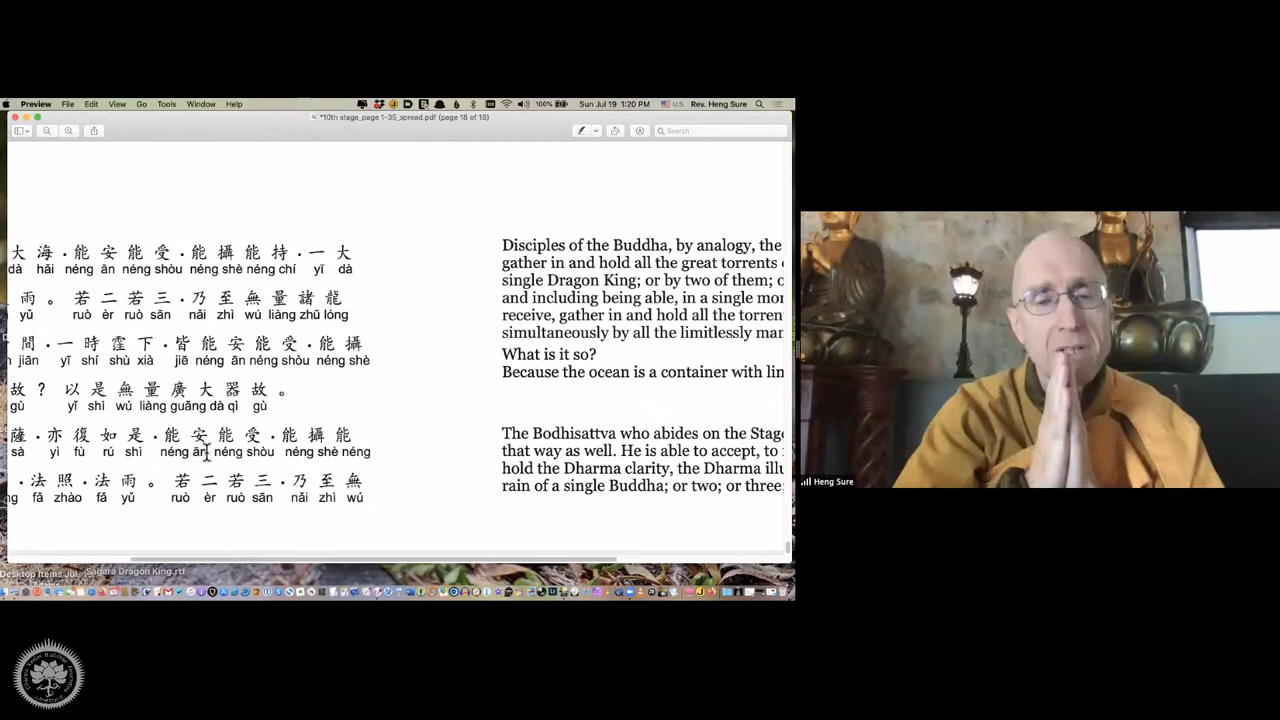 Preview File Edit View Go Tools Window Help 100% Sun Jul 19 1:20 PM U.S. Rev. Heng Sure
*10th stage_page 1-35_spread.pdf (page 18 of 18)
Search
大 海 · 能 安 能 受 · 能 攝 能 持 · 一 大
dà hǎi néng ān néng shòu néng shè néng chí yī dà
雨 。 若 二 若 三 · 乃 至 無 量 諸 龍
yǔ ruò èr ruò sān nǎi zhì wú liàng zhū lóng
間 · 一 時 霔 下 · 皆 能 安 能 受 · 能 攝
jiān yī shí shù xià jiē néng ān néng shòu néng shè
故 ? 以 是 無 量 廣 大 器 故 。
gù yǐ shì wú liàng guǎng dà qì gù
薩 · 亦 復 如 是 · 能 安 能 受 · 能 攝 能
sà yì fù rú shì néng ān néng shòu néng shè néng
· 法 照 · 法 雨 。 若 二 若 三 · 乃 至 無
fǎ zhào fǎ yǔ ruò èr ruò sān nǎi zhì wú
Disciples of the Buddha, by analogy, the
gather in and hold all the great torrents
single Dragon King; or by two of them;
and including being able, in a single
receive, gather in and hold all the
simultaneously by all the limitlessly
What is it so?
Because the ocean is a container with
The Bodhisattva who abides on the
that way as well. He is able to accept, to
hold the Dharma clarity, the Dharma
rain of a single Buddha; or two; or three;
Desktop Items Jul
Sagara Dragon King.rtf
Heng Sure